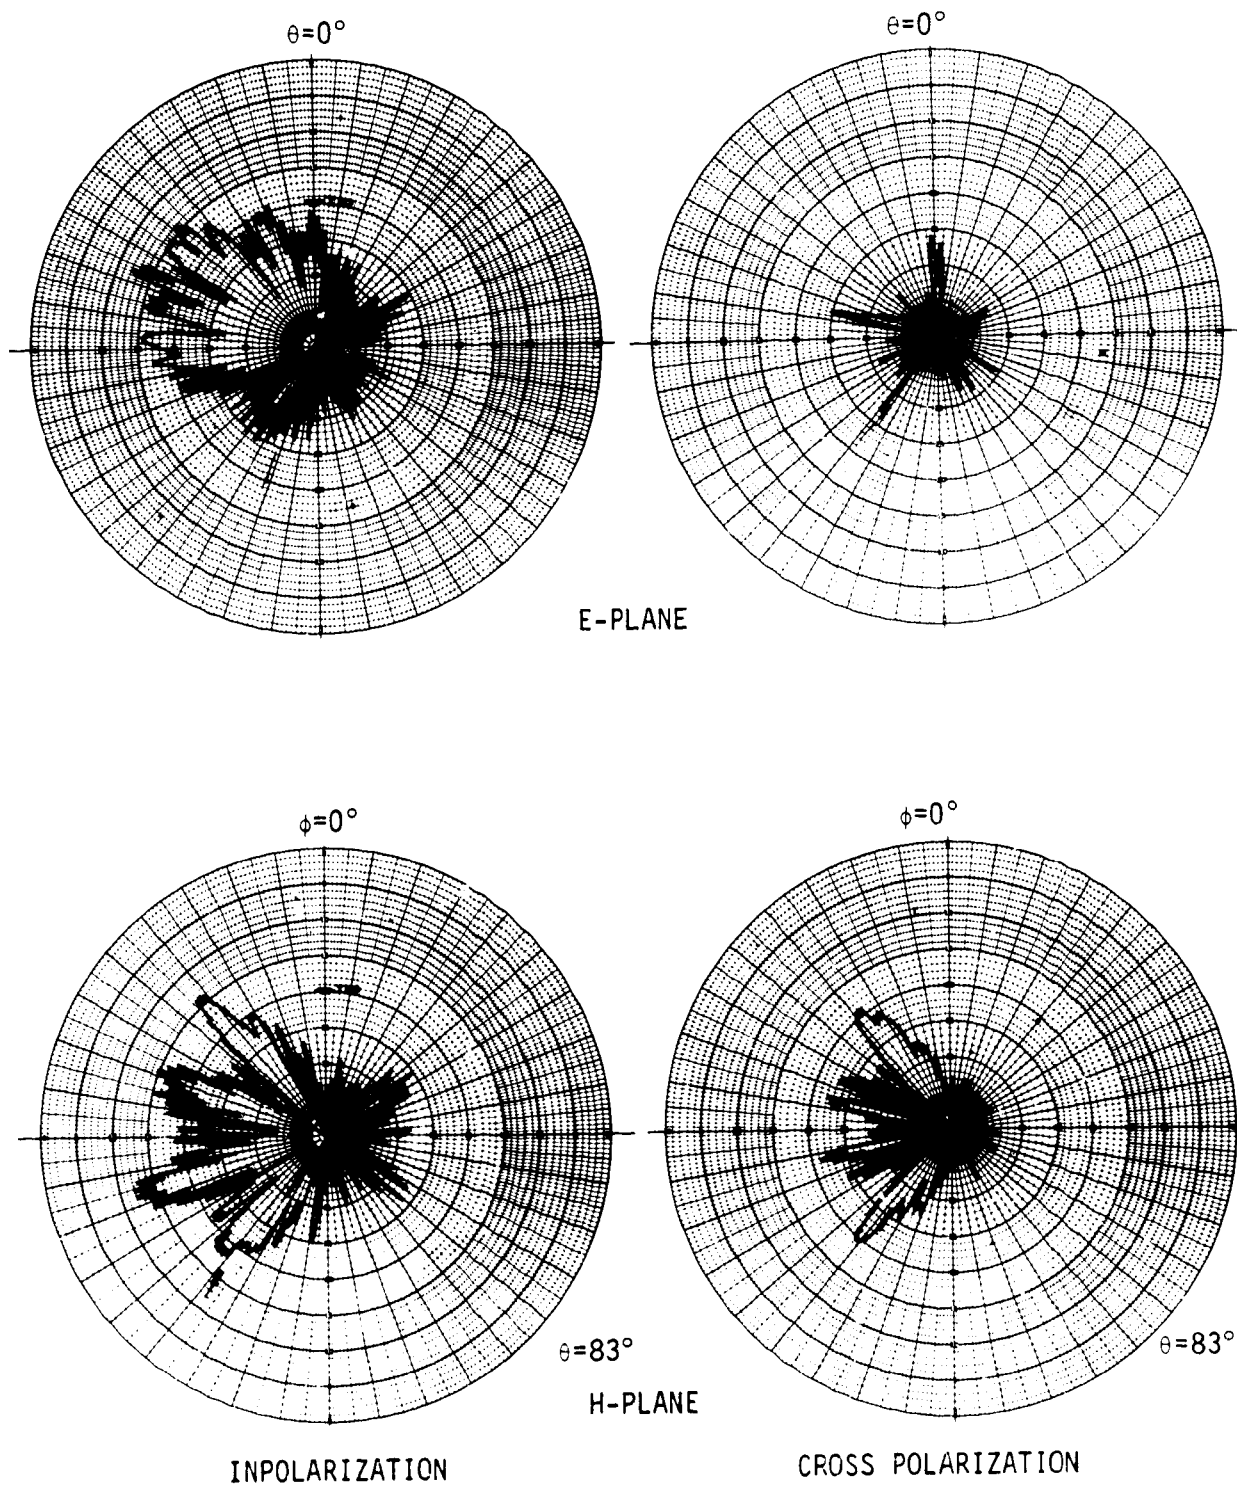 θ=0°
θ=0°
E-PLANE
ϕ=0°
ϕ=0°
θ=83°
θ=83°
H-PLANE
INPOLARIZATION
CROSS POLARIZATION